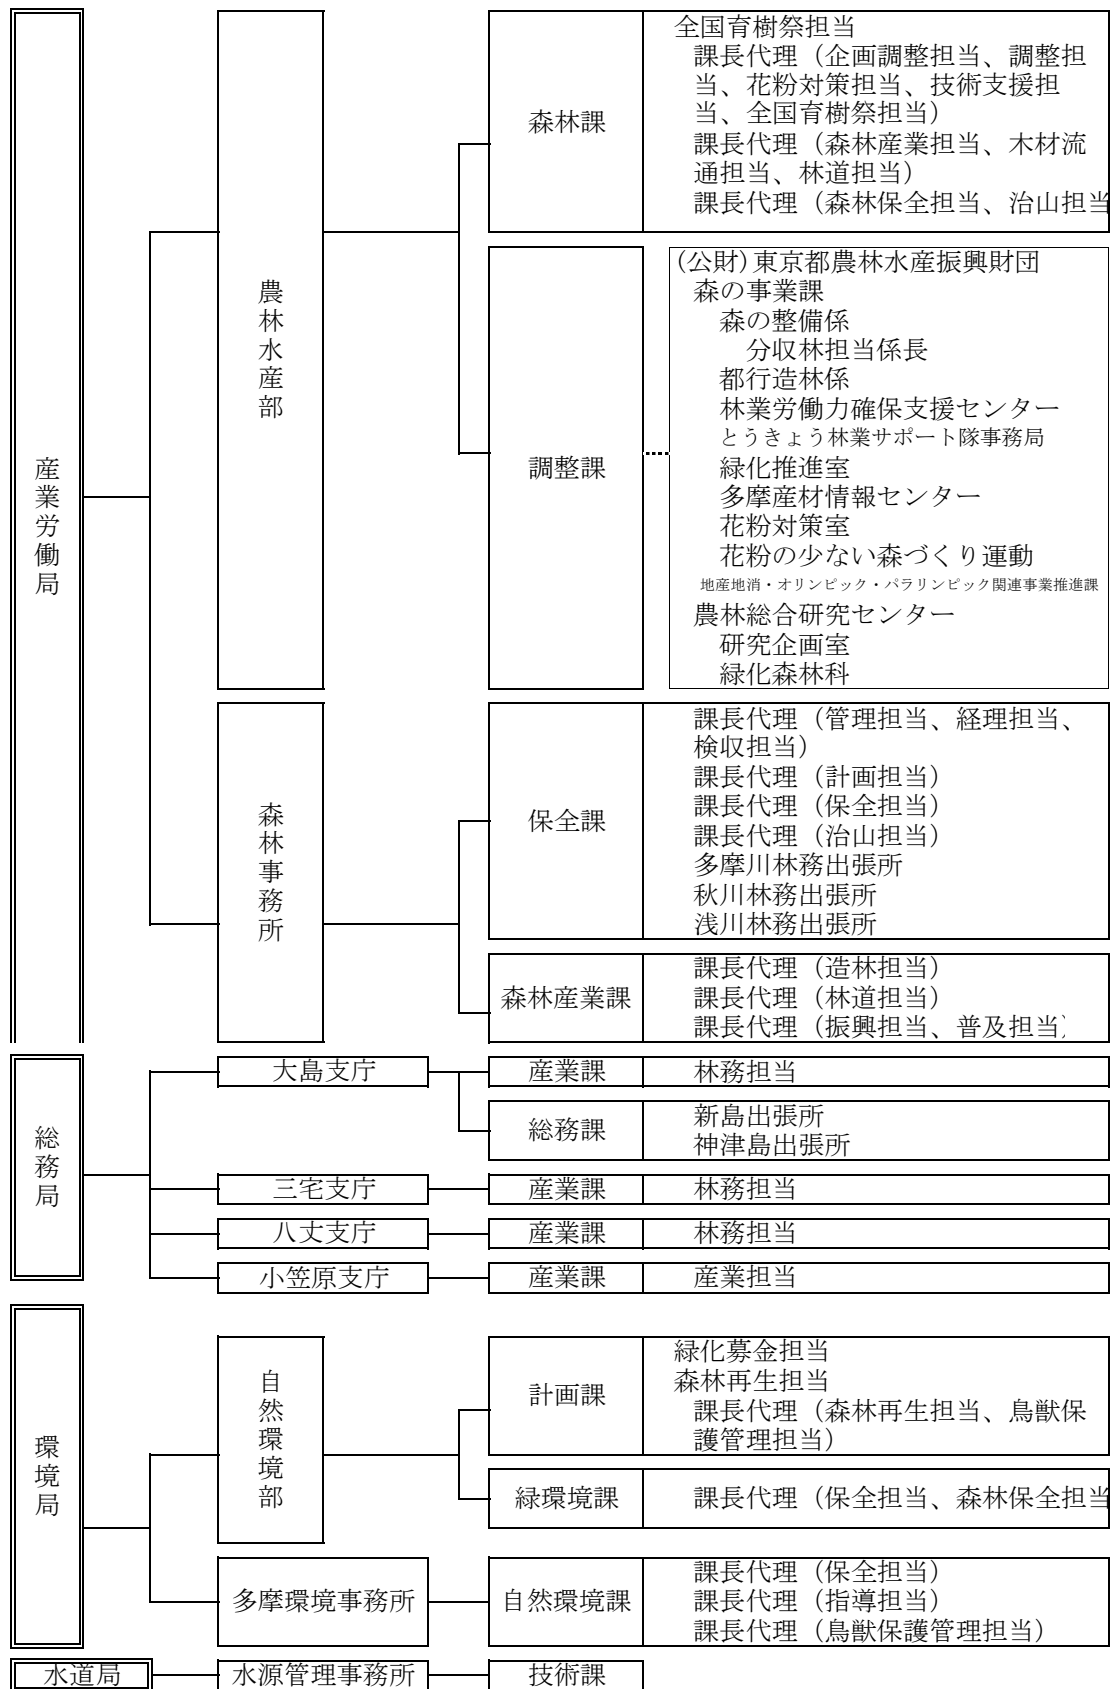 産業労働局
農林水産部
森林課
全国育樹祭担当
課長代理（企画調整担当、調整担
当、花粉対策担当、技術支援担
当、全国育樹祭担当）
課長代理（森林産業担当、木材流
通担当、林道担当）
課長代理（森林保全担当、治山担当
調整課
(公財)東京都農林水産振興財団
森の事業課
森の整備係
分収林担当係長
都行造林係
林業労働力確保支援センター
とうきょう林業サポート隊事務局
緑化推進室
多摩産材情報センター
花粉対策室
花粉の少ない森づくり運動
地産地消・オリンピック・パラリンピック関連事業推進課
農林総合研究センター
研究企画室
緑化森林科
森林事務所
保全課
課長代理（管理担当、経理担当、
検収担当）
課長代理（計画担当）
課長代理（保全担当）
課長代理（治山担当）
多摩川林務出張所
秋川林務出張所
浅川林務出張所
森林産業課
課長代理（造林担当）
課長代理（林道担当）
課長代理（振興担当、普及担当）
総務局
大島支庁
産業課
林務担当
総務課
新島出張所
神津島出張所
三宅支庁
産業課
林務担当
八丈支庁
産業課
林務担当
小笠原支庁
産業課
産業担当
環境局
自然環境部
計画課
緑化募金担当
森林再生担当
課長代理（森林再生担当、鳥獣保
護管理担当）
緑環境課
課長代理（保全担当、森林保全担当
多摩環境事務所
自然環境課
課長代理（保全担当）
課長代理（指導担当）
課長代理（鳥獣保護管理担当）
水道局
水源管理事務所
技術課